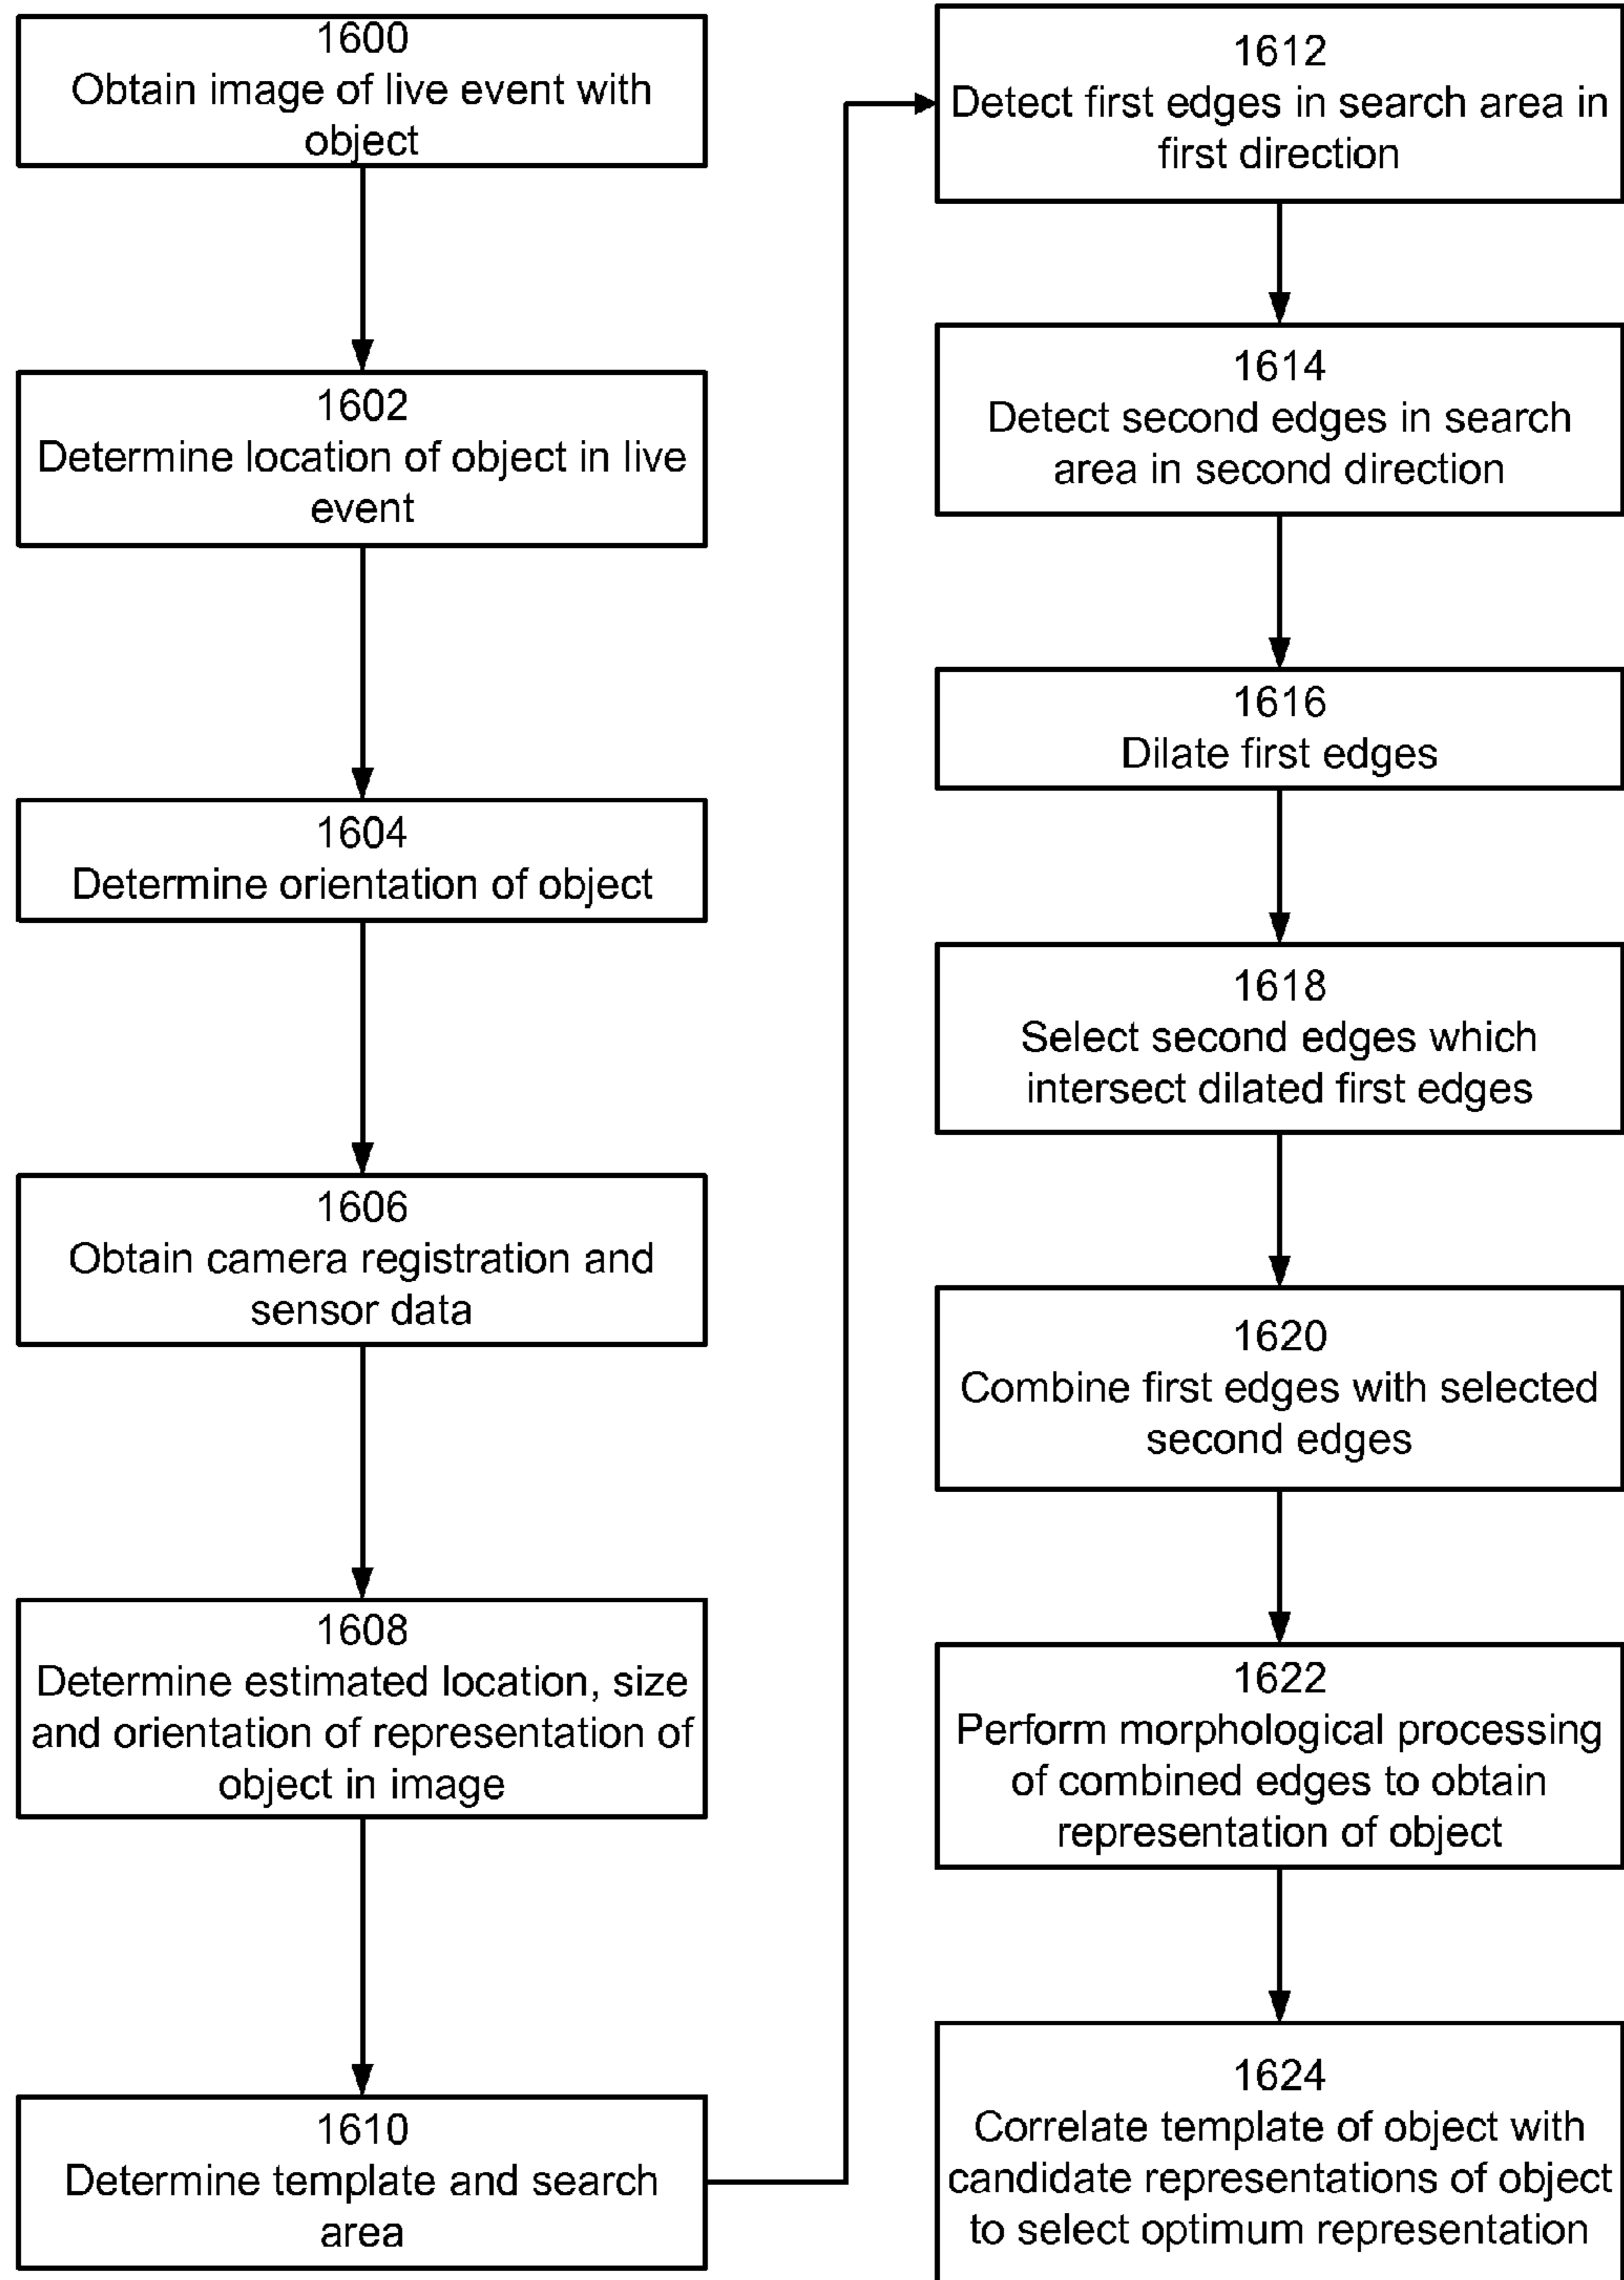 1600
Obtain image of live event with
object
1602
Determine location of object in live
event
1604
Determine orientation of object
1606
Obtain camera registration and
sensor data
1608
Determine estimated location, size
and orientation of representation of
object in image
1610
Determine template and search
area
1612
Detect first edges in search area in
first direction
1614
Detect second edges in search
area in second direction
1616
Dilate first edges
1618
Select second edges which
intersect dilated first edges
1620
Combine first edges with selected
second edges
1622
Perform morphological processing
of combined edges to obtain
representation of object
1624
Correlate template of object with
candidate representations of object
to select optimum representation